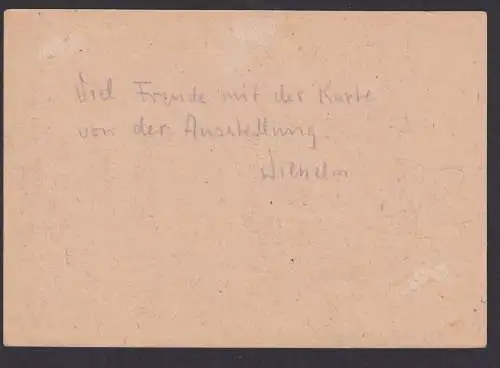 Viel Freude mit der Karte
von der Ausstellung.
Wilhelm